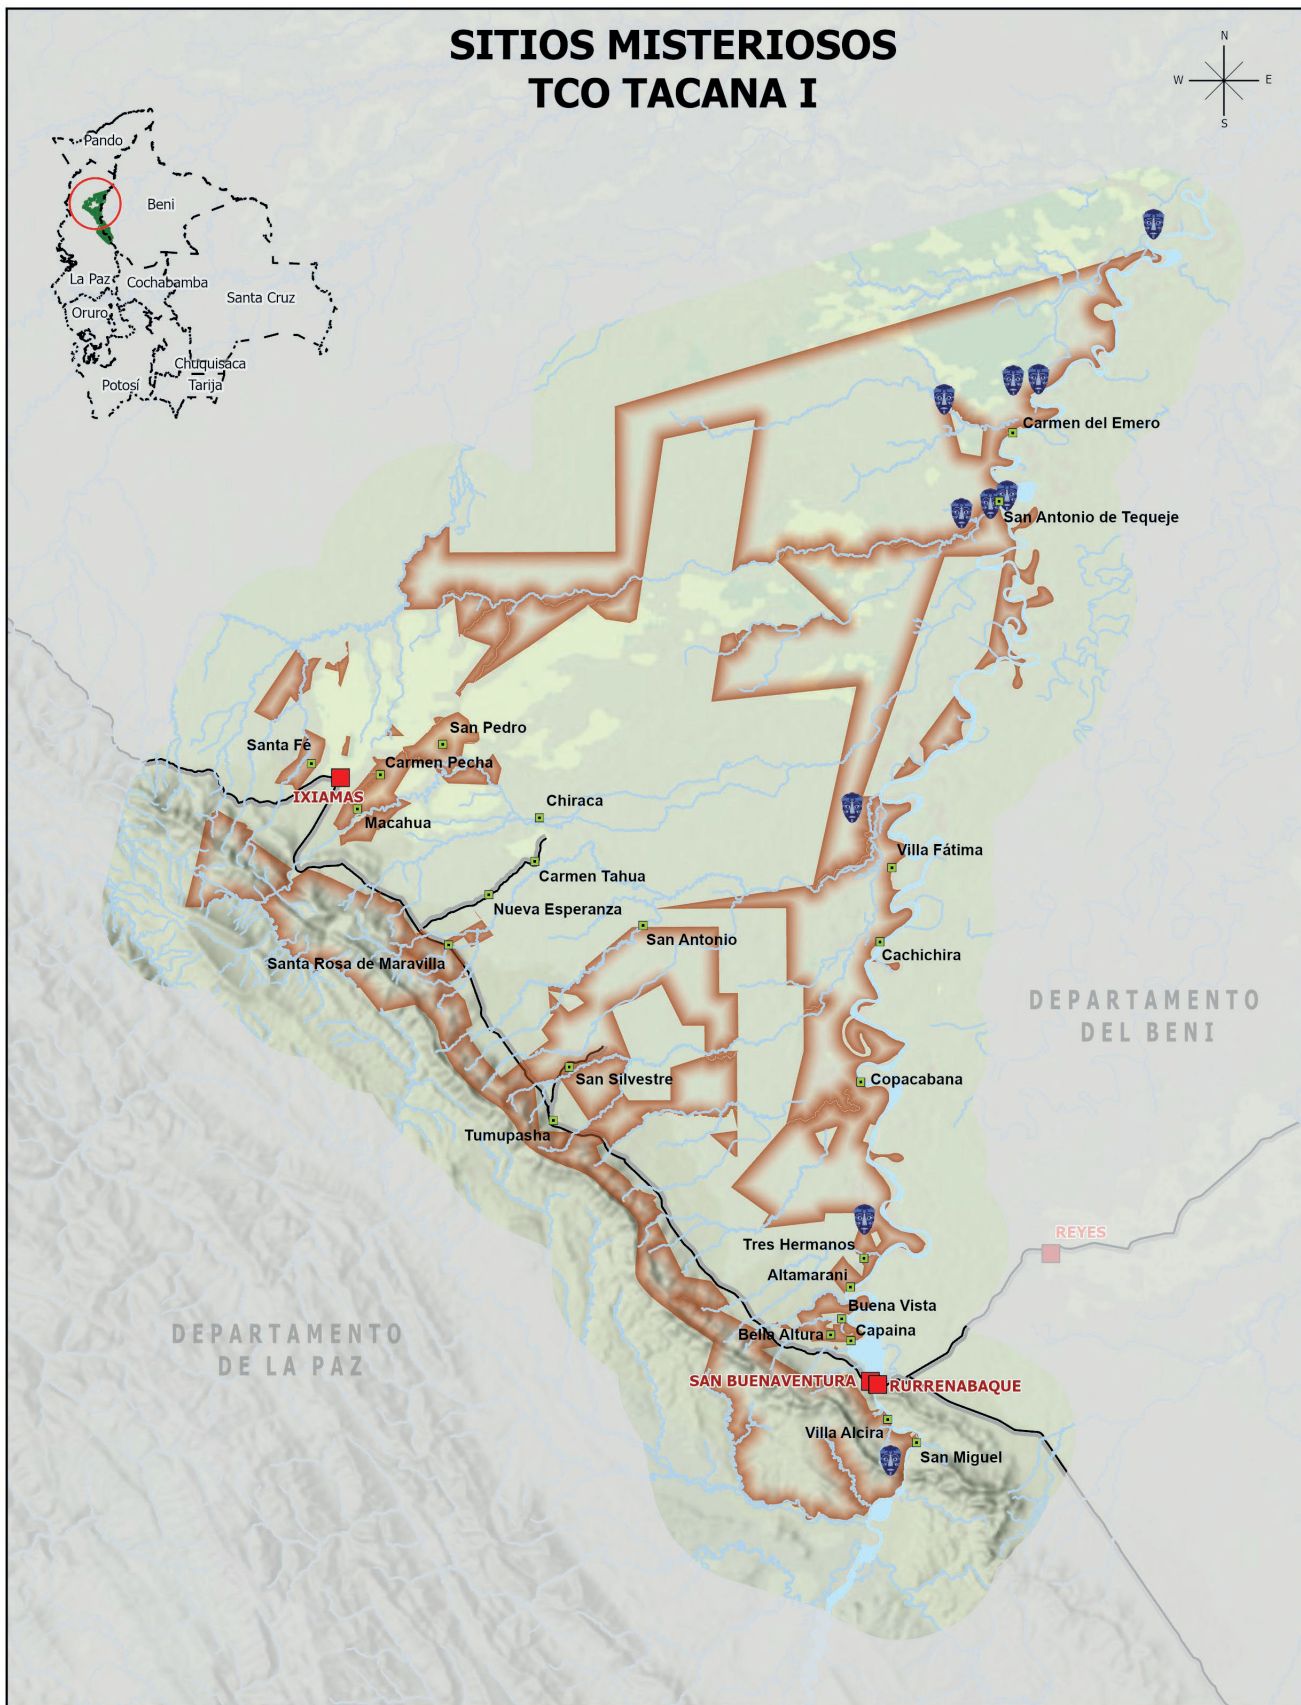 SITIOS MISTERIOSOS
TCO TACANA I
N
W
E
S
Pando
Beni
La Paz
Cochabamba
Santa Cruz
Oruro
Chuquisaca
Potosí
Tarija
Carmen del Emero
San Antonio de Tequeje
San Pedro
Santa Fé
Carmen Pecha
IXIAMAS
Chiraca
Macahua
Villa Fátima
Carmen Tahua
Nueva Esperanza
San Antonio
Cachichira
Santa Rosa de Maravilla
DEPARTAMENTO
DEL BENI
San Silvestre
Copacabana
Tumupasha
REYES
Tres Hermanos
Altamarani
Buena Vista
Bella Altura
Capaina
DEPARTAMENTO
DE LA PAZ
SAN BUENAVENTURA
RURRENABAQUE
Villa Alcira
San Miguel